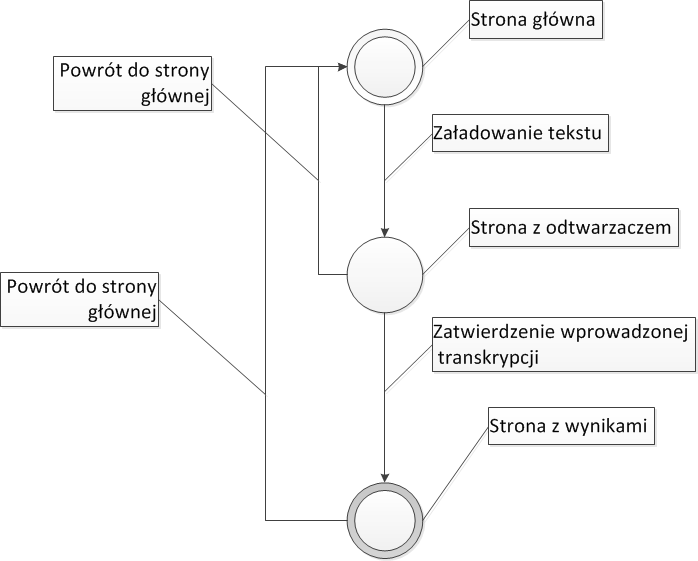 Strona główna
Powrót do strony
głównej
Załadowanie tekstu
Strona z odtwarzaczem
Powrót do strony
głównej
Zatwierdzenie wprowadzonej
transkrypcji
Strona z wynikami